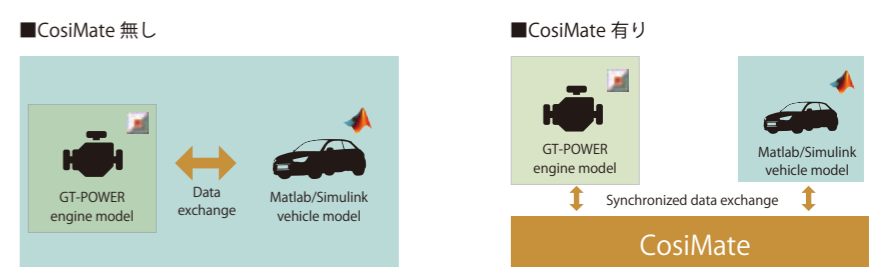 ■CosiMate 無し
GT-POWER
engine model
Data
exchange
Matlab/Simulink
vehicle model
■CosiMate 有り
GT-POWER
engine model
Matlab/Simulink
vehicle model
Synchronized data exchange
CosiMate